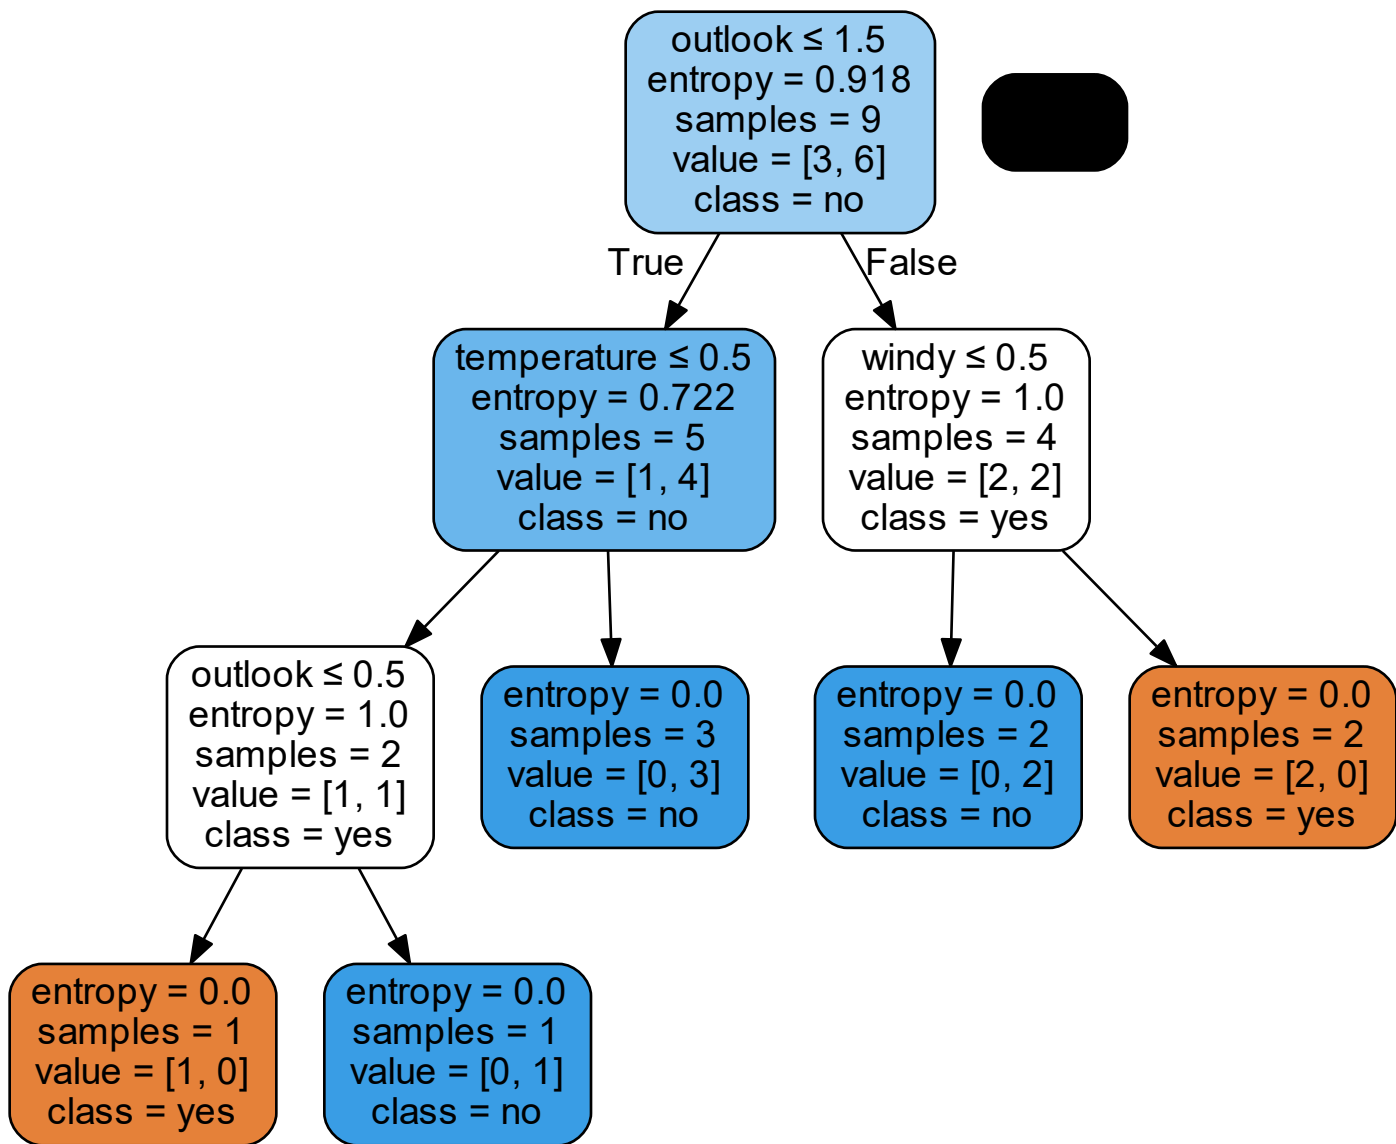 outlook ≤ 1.5
entropy = 0.918
samples = 9
value = [3, 6]
class = no
True
False
temperature ≤ 0.5
entropy = 0.722
samples = 5
value = [1, 4]
class = no
windy ≤ 0.5
entropy = 1.0
samples = 4
value = [2, 2]
class = yes
outlook ≤ 0.5
entropy = 1.0
samples = 2
value = [1, 1]
class = yes
entropy = 0.0
samples = 3
value = [0, 3]
class = no
entropy = 0.0
samples = 2
value = [0, 2]
class = no
entropy = 0.0
samples = 2
value = [2, 0]
class = yes
entropy = 0.0
samples = 1
value = [1, 0]
class = yes
entropy = 0.0
samples = 1
value = [0, 1]
class = no